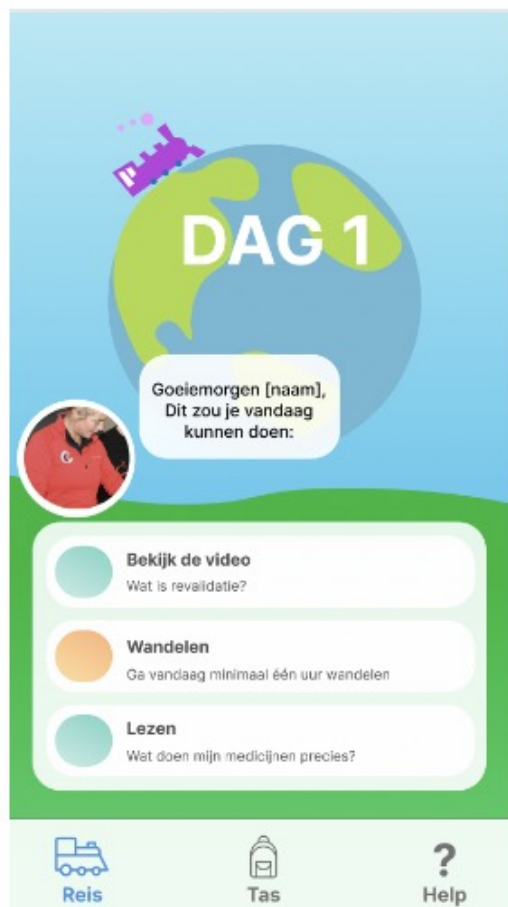 DAG 1
Goeiemorgen [naam],
Dit zou je vandaag
kunnen doen:
Bekijk de video
Wat is revalidatie?
Wandelen
Ga vandaag minimaal één uur wandelen
Lezen
Wat doen mijn medicijnen precies?
Reis
Tas
? Help